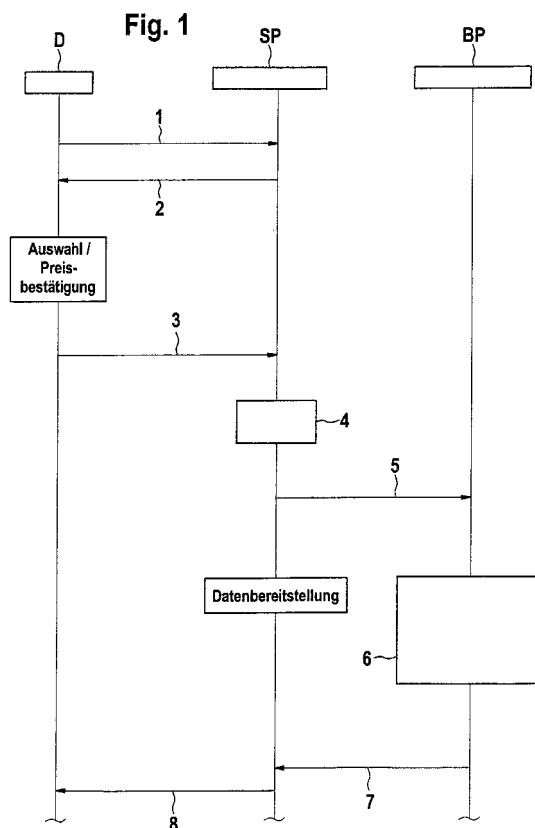 Fig. 1
D
SP
BP
1
2
Auswahl /
Preis-
bestätigung
3
4
5
Datenbereitstellung
6
7
8